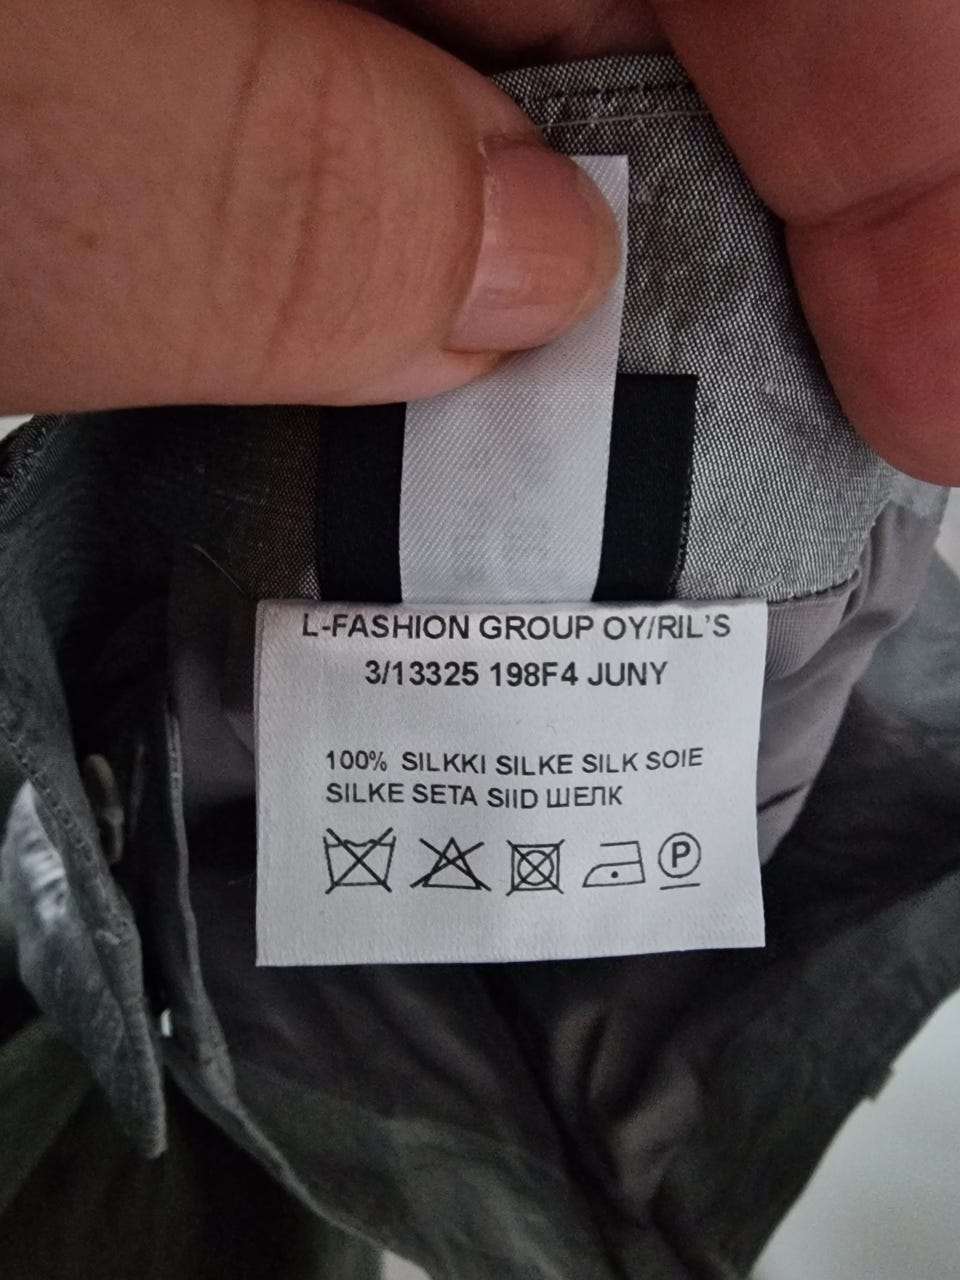 L-FASHION GROUP OY/RIL'S
3/13325 198F4 JUNY
100% SILKKI SILKE SILK SOIE
SILKE SETA SIID ШЕЛК
P